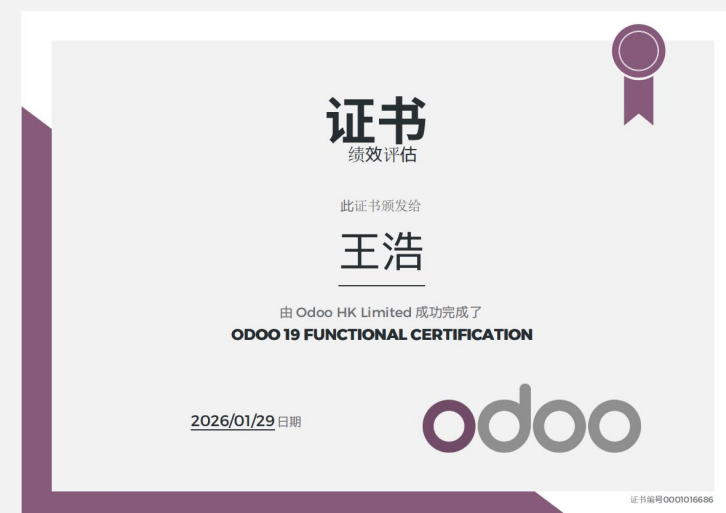 证书
绩效评估
此证书颁发给
王浩
由 Odoo HK Limited 成功完成了
ODOO 19 FUNCTIONAL CERTIFICATION
2026/01/29 日期
odoo
证书编号0001016686